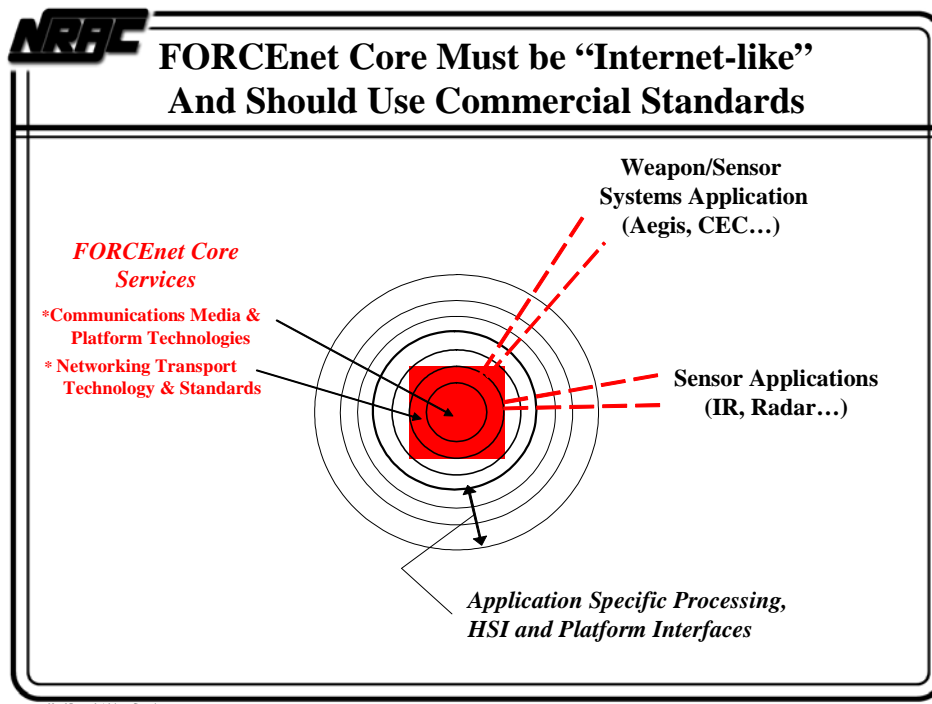 NRAC
FORCEnet Core Must be “Internet-like”
And Should Use Commercial Standards
Weapon/Sensor
Systems Application
(Aegis, CEC…)
FORCEnet Core
Services
*Communications Media &
Platform Technologies
* Networking Transport
Technology & Standards
Sensor Applications
(IR, Radar…)
Application Specific Processing,
HSI and Platform Interfaces